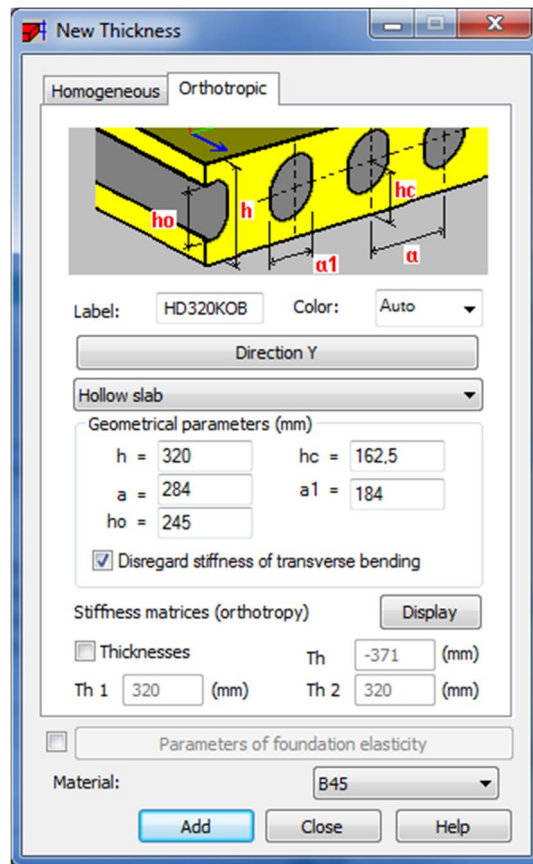 New Thickness
Homogeneous Orthotropic
ho h hc
α1 α
Label: HD320KOB Color: Auto
Direction Y
Hollow slab
Geometrical parameters (mm)
h = 320 hc = 162,5
a = 284 a1 = 184
ho = 245
Disregard stiffness of transverse bending
Stiffness matrices (orthotropy) Display
Thicknesses Th -371 (mm)
Th 1 320 (mm) Th 2 320 (mm)
Parameters of foundation elasticity
Material: B45
Add Close Help